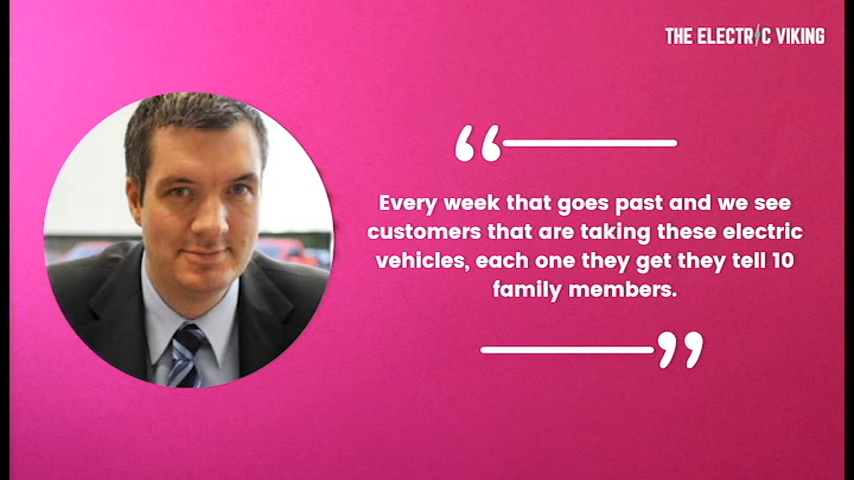 THE ELECTRIC VIKING
Every week that goes past and we see
customers that are taking these electric
vehicles, each one they get they tell 10
family members.